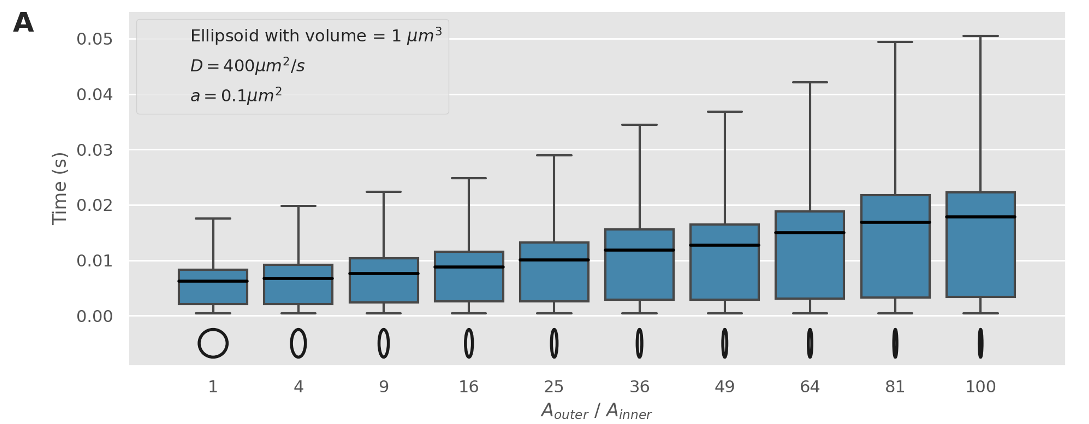 A
Ellipsoid with volume = 1 μm³
D = 400μm²/s
a = 0.1μm²
0.05
0.04
0.03
0.02
0.01
0.00
Time (s)
1 4 9 16 25 36 49 64 81 100
A_outer / A_inner